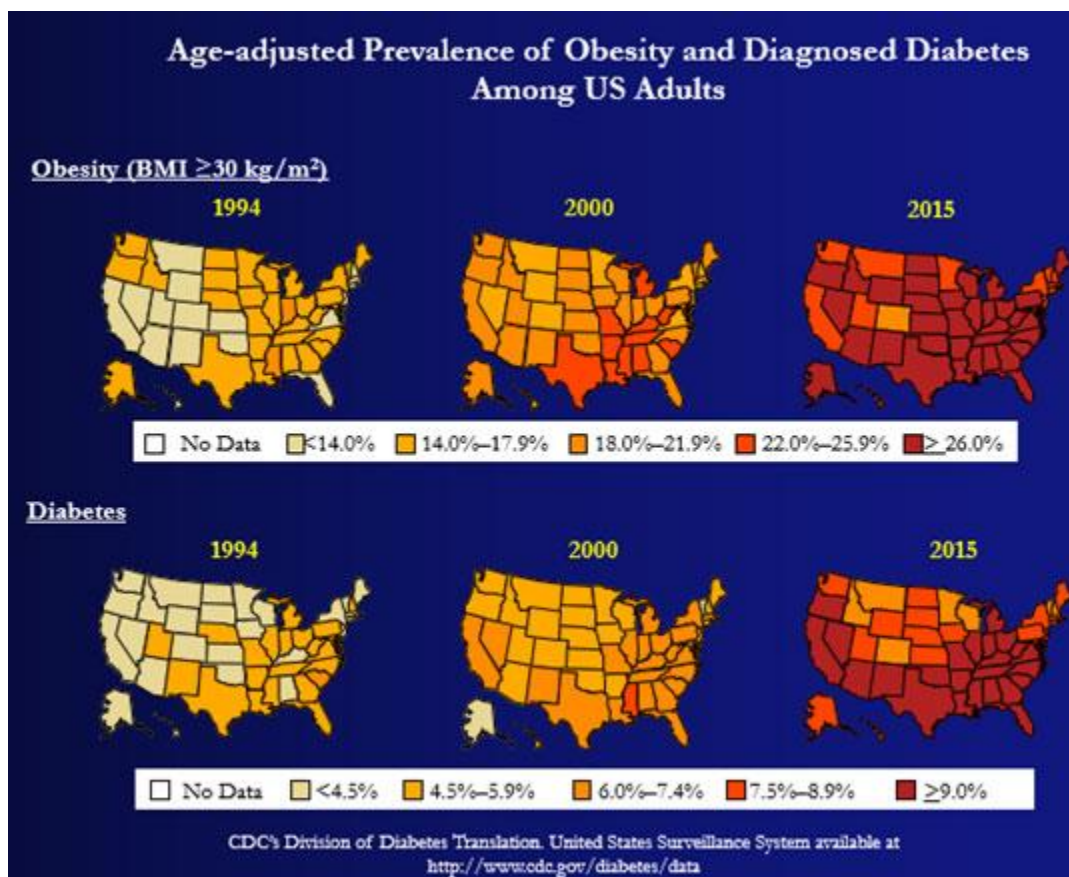 Age-adjusted Prevalence of Obesity and Diagnosed Diabetes
Among US Adults
Obesity (BMI ≥30 kg/m²)
1994
2000
2015
No Data <14.0% 14.0%–17.9% 18.0%–21.9% 22.0%–25.9% ≥ 26.0%
Diabetes
1994
2000
2015
No Data <4.5% 4.5%–5.9% 6.0%–7.4% 7.5%–8.9% ≥9.0%
CDC's Division of Diabetes Translation. United States Surveillance System available at
http://www.cdc.gov/diabetes/data